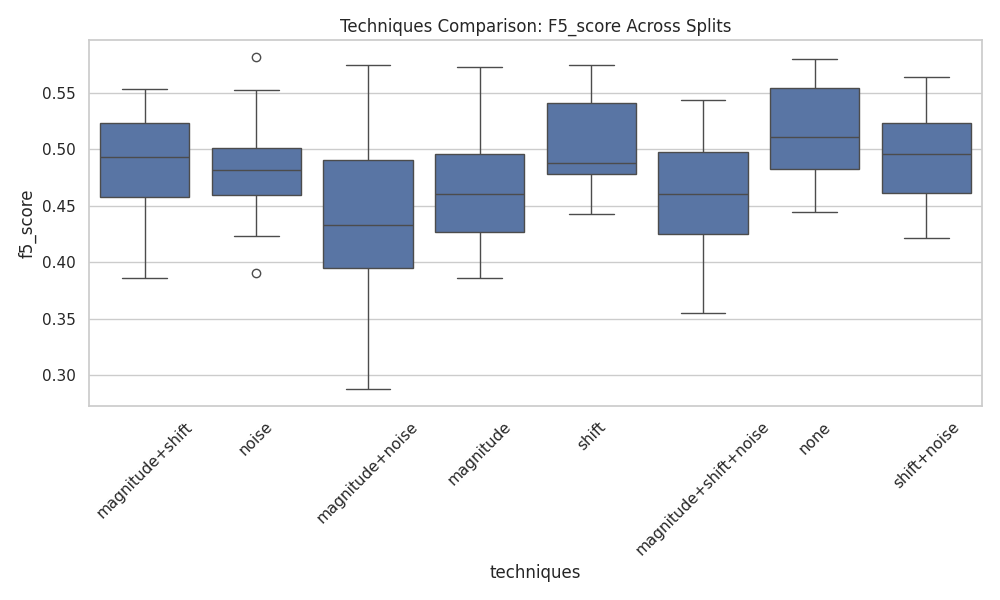 Techniques Comparison: F5_score Across Splits
f5_score
0.55
0.50
0.45
0.40
0.35
0.30
magnitude+shift
noise
magnitude+noise
magnitude
shift
magnitude+shift+noise
none
shift+noise
techniques